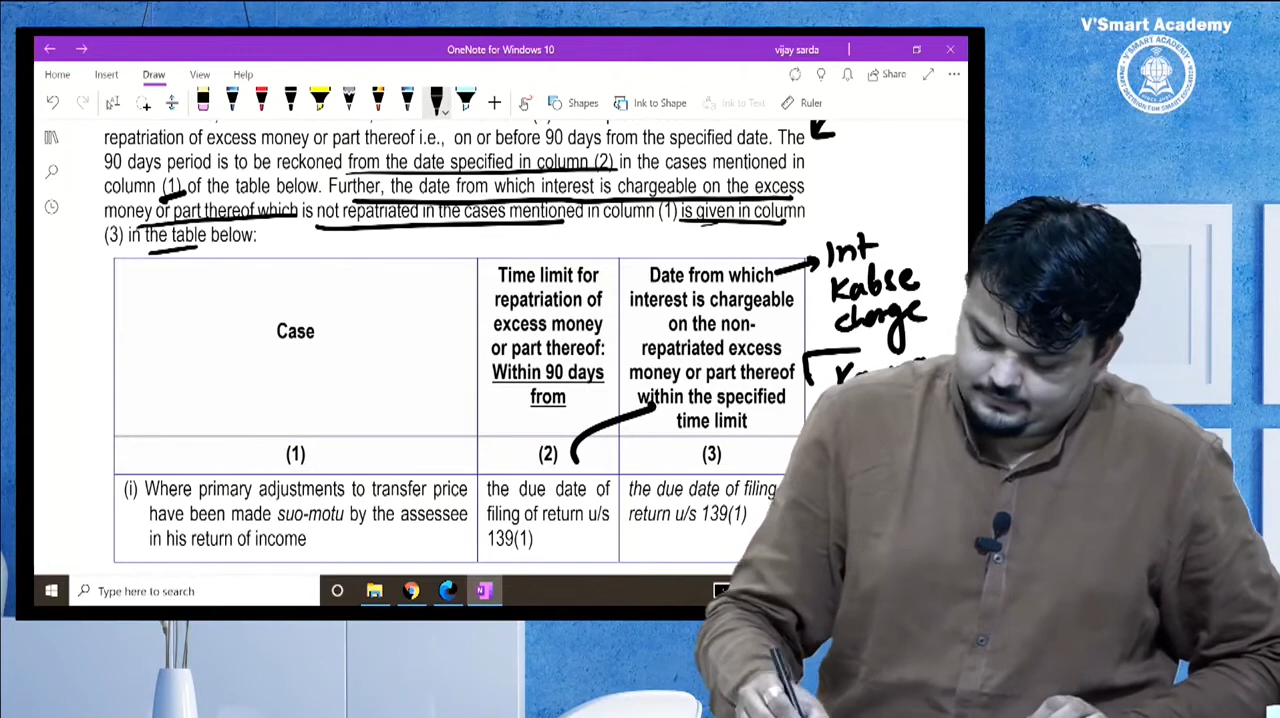 V'Smart Academy
V'SMART ACADEMY
OneNote for Windows 10
vijay sarda
Home
Insert
Draw
View
Help
Share
Shapes
Ink to Shape
Ink to Text
Ruler
repatriation of excess money or part thereof i.e., on or before 90 days from the specified date. The
90 days period is to be reckoned from the date specified in column (2) in the cases mentioned in
column (1) of the table below. Further, the date from which interest is chargeable on the excess
money or part thereof which is not repatriated in the cases mentioned in column (1) is given in column
(3) in the table below:
Case
Time limit for
repatriation of
excess money
or part thereof:
Within 90 days
from
Date from which
interest is chargeable
on the non-
repatriated excess
money or part thereof
within the specified
time limit
Int
Kabse
charge
(1)
(2)
(3)
(i) Where primary adjustments to transfer price
have been made suo-motu by the assessee
in his return of income
the due date of
filing of return u/s
139(1)
the due date of filing
return u/s 139(1)
Type here to search